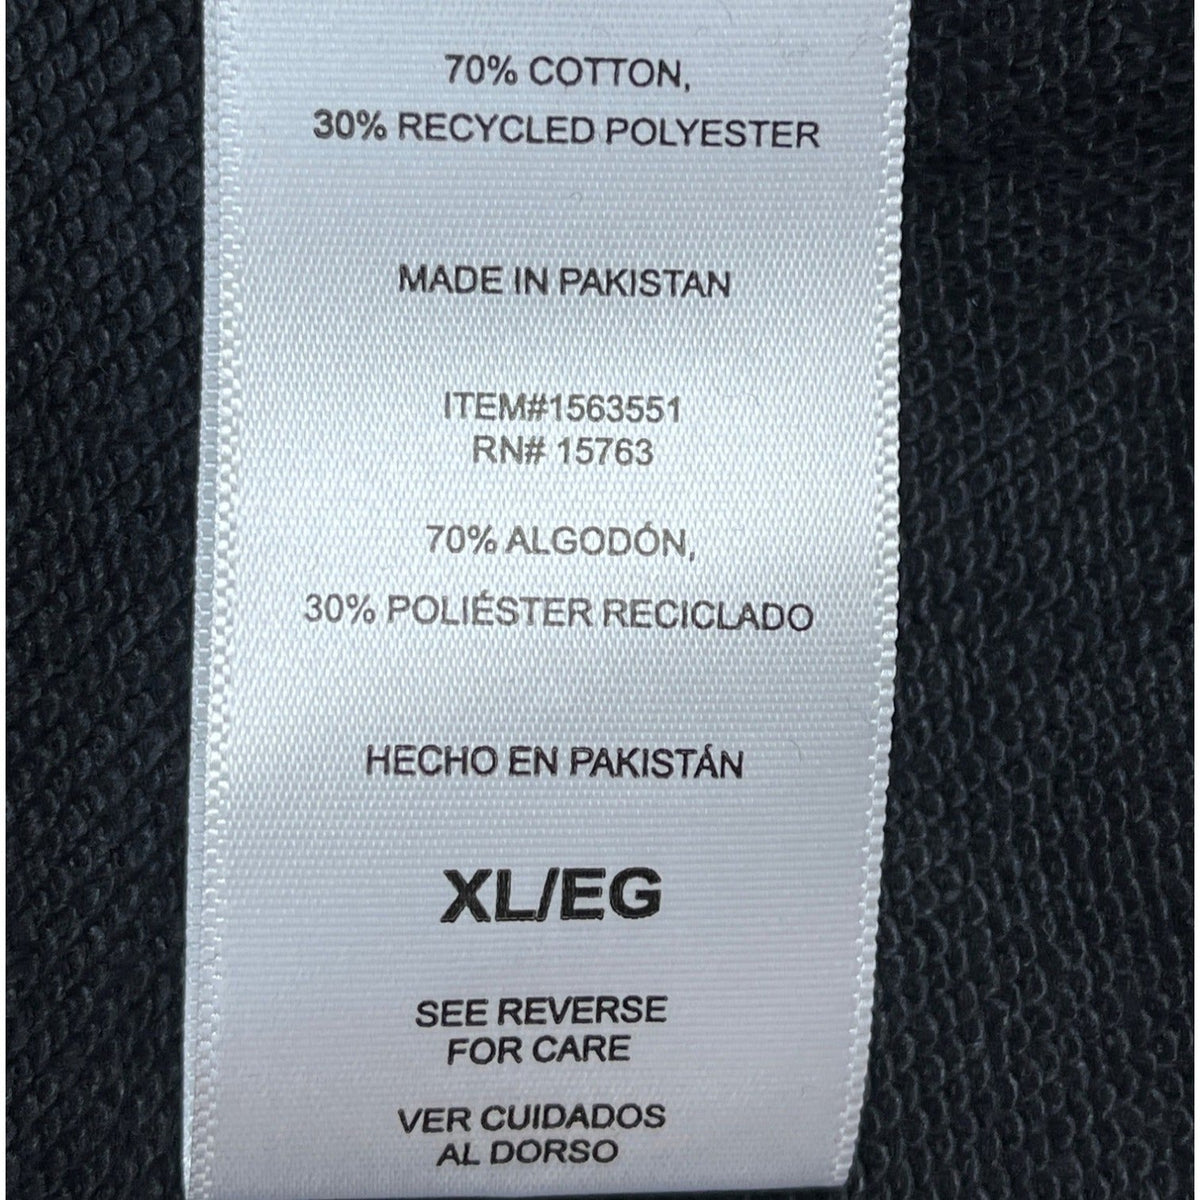 70% COTTON,
30% RECYCLED POLYESTER
MADE IN PAKISTAN
ITEM#1563551
RN# 15763
70% ALGODÓN,
30% POLIÉSTER RECICLADO
HECHO EN PAKISTÁN
XL/EG
SEE REVERSE
FOR CARE
VER CUIDADOS
AL DORSO